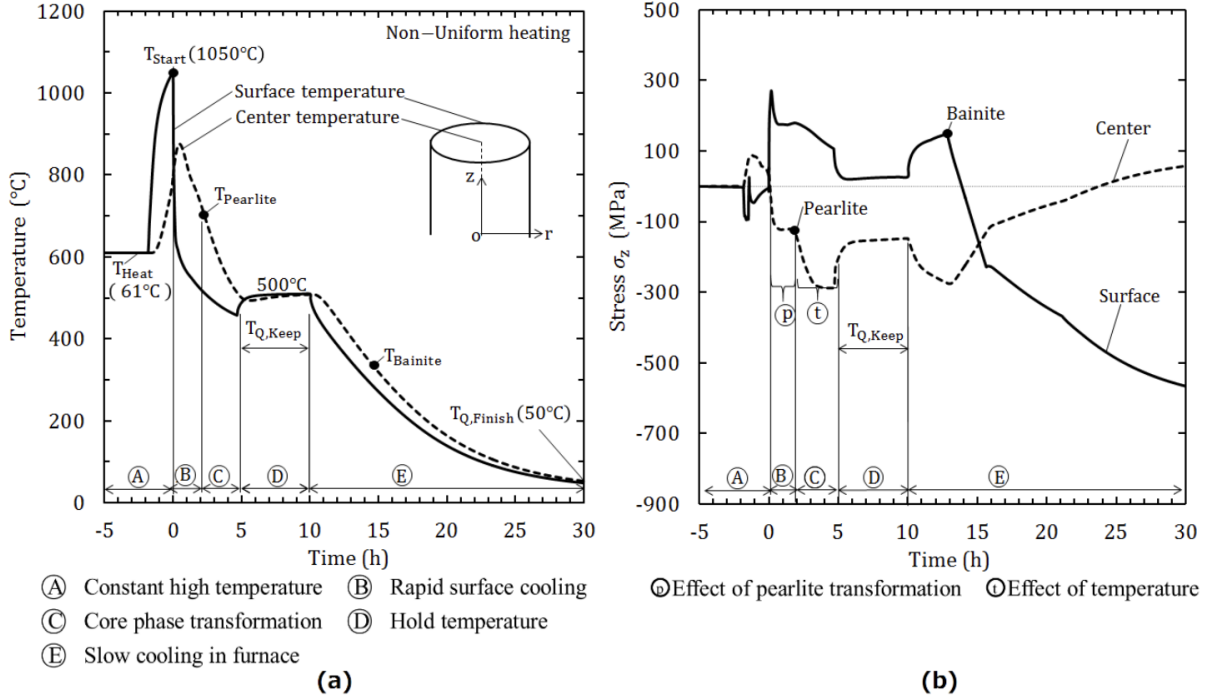 Non-Uniform heating
T_Start (1050℃)
Surface temperature
Center temperature
T_Pearlite
z
o
r
T_Heat
(61℃)
500℃
T_Q,Keep
T_Bainite
T_Q,Finish (50℃)
A
B
C
D
E
Temperature (℃)
1200
1000
800
600
400
200
0
-5
0
5
10
15
20
25
30
Time (h)
A Constant high temperature
B Rapid surface cooling
C Core phase transformation
D Hold temperature
E Slow cooling in furnace
(a)
Stress σz (MPa)
500
300
100
-100
-300
-500
-700
-900
Bainite
Center
Pearlite
p
t
T_Q,Keep
Surface
A
B
C
D
E
-5
0
5
10
15
20
25
30
Time (h)
p Effect of pearlite transformation
t Effect of temperature
(b)